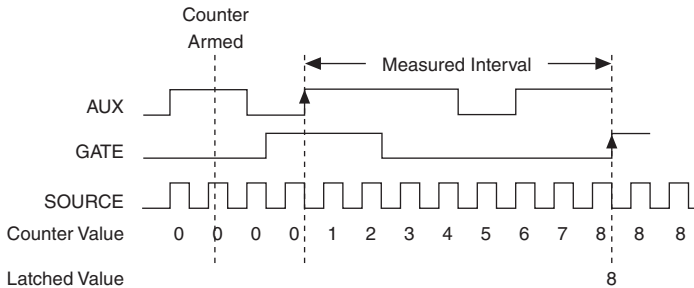 Counter
Armed
Measured Interval
AUX
GATE
SOURCE
Counter Value 0 0 0 0 1 2 3 4 5 6 7 8 8 8
Latched Value 8